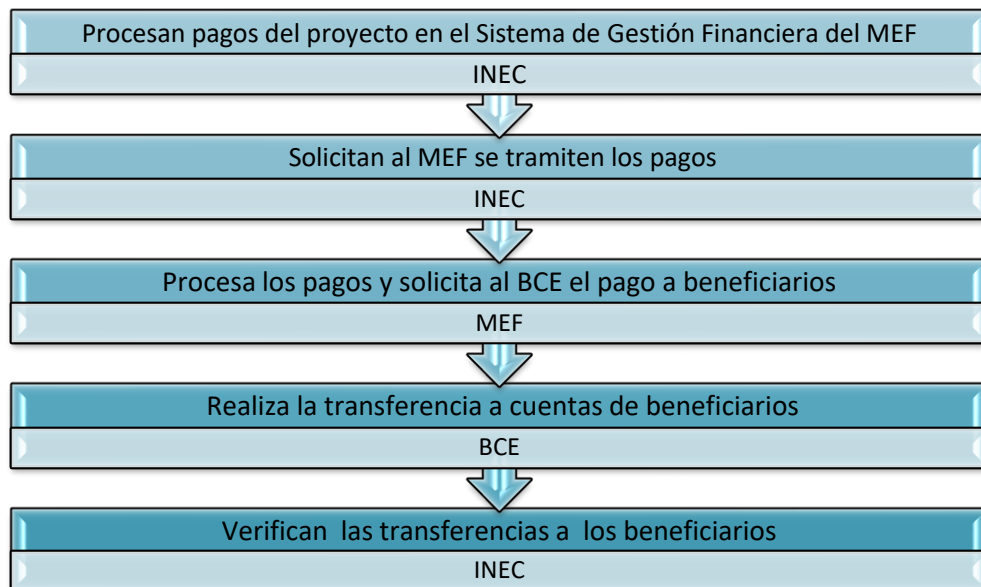 Procesan pagos del proyecto en el Sistema de Gestión Financiera del MEF
INEC
Solicitan al MEF se tramiten los pagos
INEC
Procesa los pagos y solicita al BCE el pago a beneficiarios
MEF
Realiza la transferencia a cuentas de beneficiarios
BCE
Verifican las transferencias a los beneficiarios
INEC